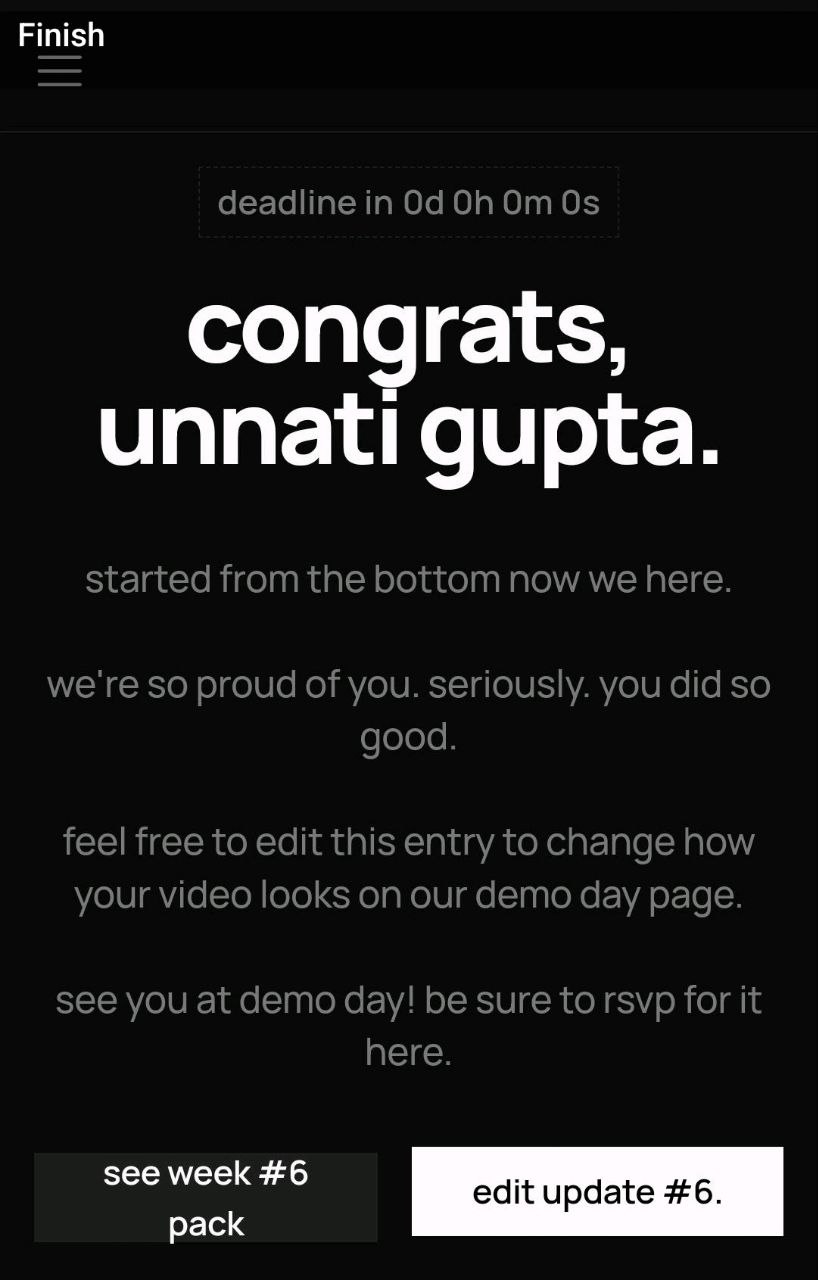 Finish
deadline in 0d 0h 0m 0s
congrats,
unnati gupta.
started from the bottom now we here.
we're so proud of you. seriously. you did so
good.
feel free to edit this entry to change how
your video looks on our demo day page.
see you at demo day! be sure to rsvp for it
here.
see week #6
pack
edit update #6.